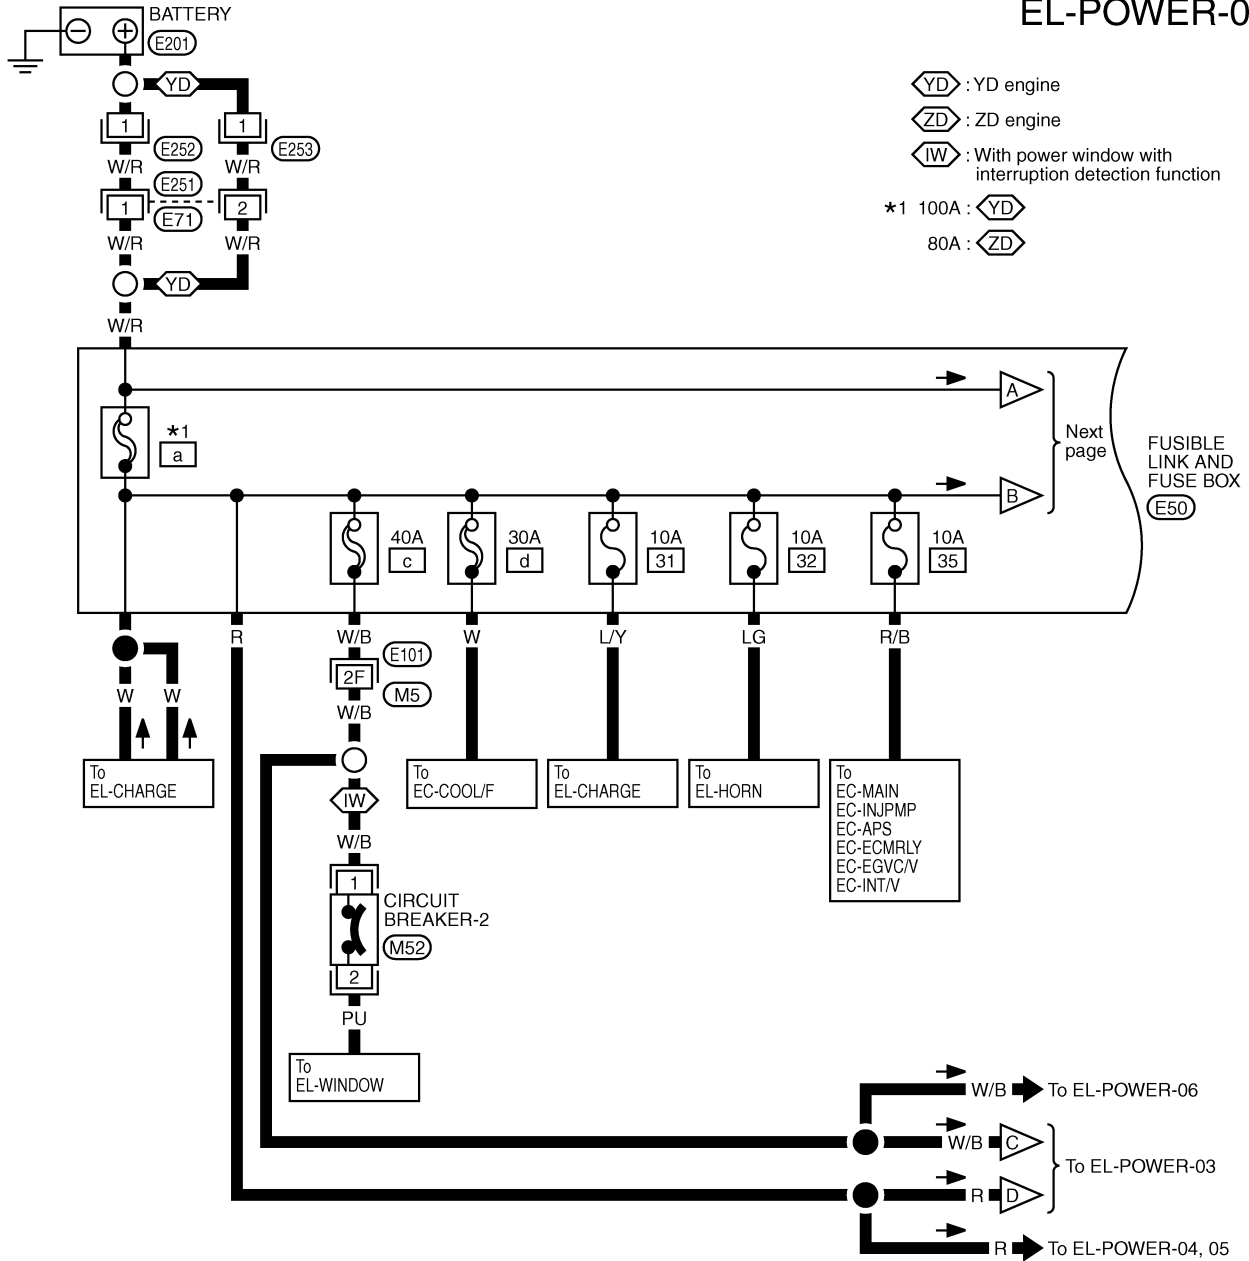 EL-POWER-0
BATTERY
E201
YD
YD : YD engine
ZD : ZD engine
IW : With power window with
interruption detection function
*1 100A : YD
80A : ZD
1
1
E252
E253
W/R
W/R
E251
1
2
E71
W/R
W/R
YD
W/R
A
*1
a
Next
page
B
FUSIBLE
LINK AND
FUSE BOX
E50
40A
c
30A
d
10A
31
10A
32
10A
35
R
W/B
W
L/Y
LG
R/B
E101
2F
M5
W
W
W/B
To
EL-CHARGE
IW
W/B
To
EC-COOL/F
To
EL-CHARGE
To
EL-HORN
To
EC-MAIN
EC-INJPMP
EC-APS
EC-ECMRLY
EC-EGVC/V
EC-INT/V
1
CIRCUIT
BREAKER-2
M52
2
PU
To
EL-WINDOW
W/B
To EL-POWER-06
W/B
C
To EL-POWER-03
R
D
R
To EL-POWER-04, 05